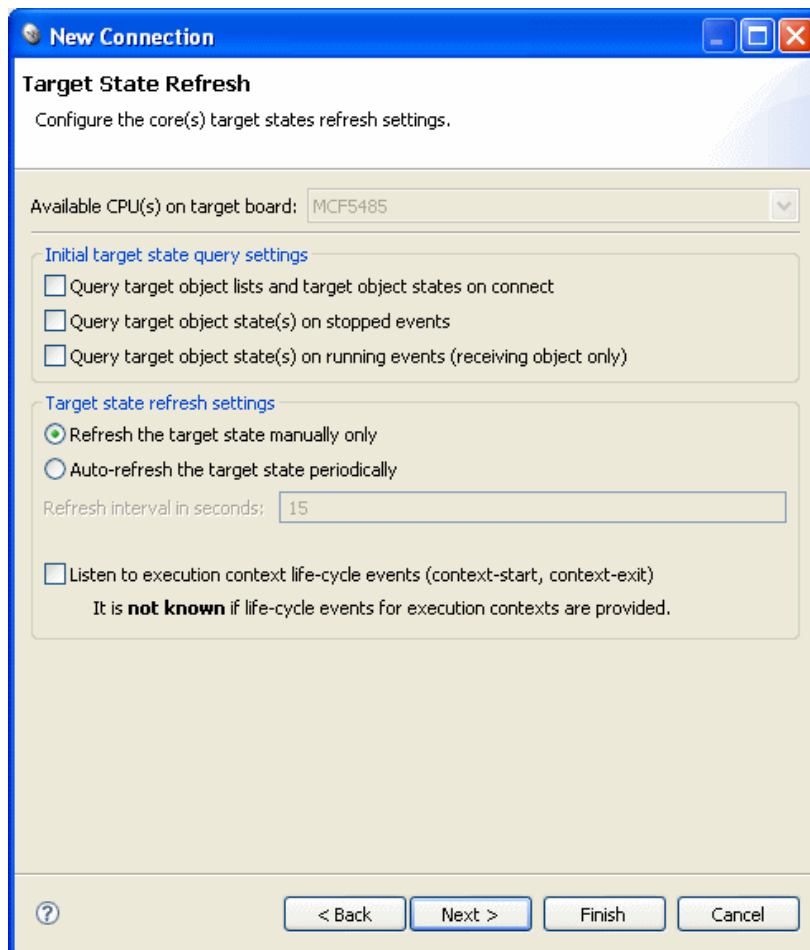 New Connection
Target State Refresh
Configure the core(s) target states refresh settings.
Available CPU(s) on target board: MCF5485
Initial target state query settings
Query target object lists and target object states on connect
Query target object state(s) on stopped events
Query target object state(s) on running events (receiving object only)
Target state refresh settings
Refresh the target state manually only
Auto-refresh the target state periodically
Refresh interval in seconds: 15
Listen to execution context life-cycle events (context-start, context-exit)
It is not known if life-cycle events for execution contexts are provided.
? < Back Next > Finish Cancel